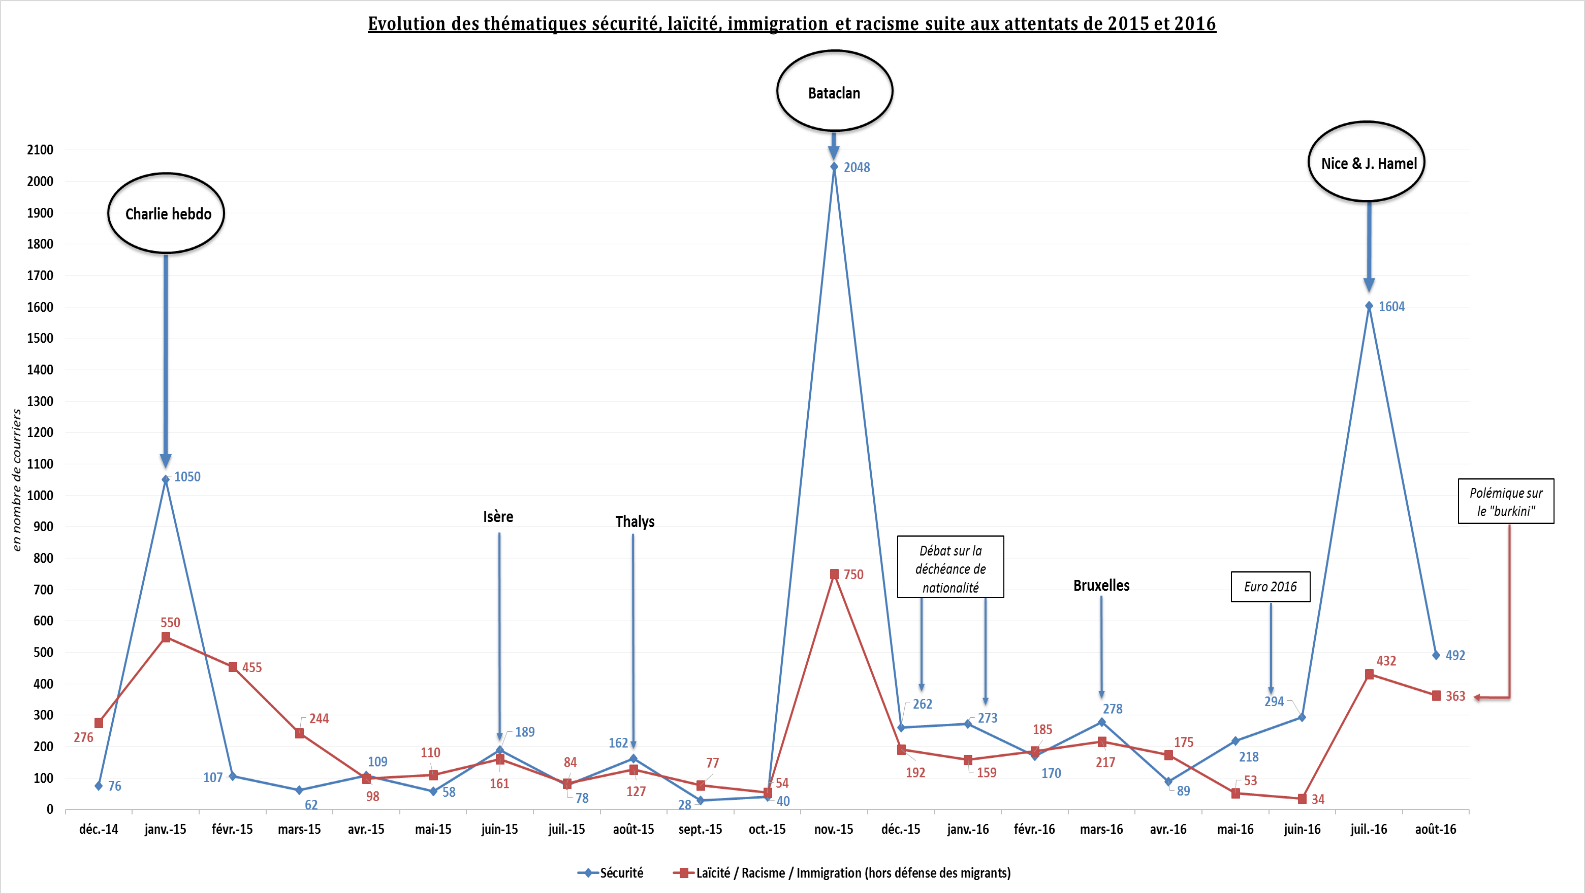 Evolution des thématiques sécurité, laïcité, immigration et racisme suite aux attentats de 2015 et 2016
Bataclan
Nice & J. Hamel
Charlie hebdo
2100
2000
1900
1800
1700
1600
1500
1400
1300
1200
1100
1000
900
800
700
600
500
400
300
200
100
0
en nombre de courriers
2048
1604
1050
Isère
Thalys
Débat sur la
déchéance de
nationalité
Bruxelles
Euro 2016
Polémique sur
le "burkini"
276
76
550
107
455
62
244
109
98
110
58
189
161
84
78
162
127
77
28
54
40
750
262
192
273
159
185
170
278
217
175
89
218
53
294
34
432
492
363
déc.-14
janv.-15
févr.-15
mars-15
avr.-15
mai-15
juin-15
juil.-15
août-15
sept.-15
oct.-15
nov.-15
déc.-15
janv.-16
févr.-16
mars-16
avr.-16
mai-16
juin-16
juil.-16
août-16
Sécurité
Laïcité / Racisme / Immigration (hors défense des migrants)